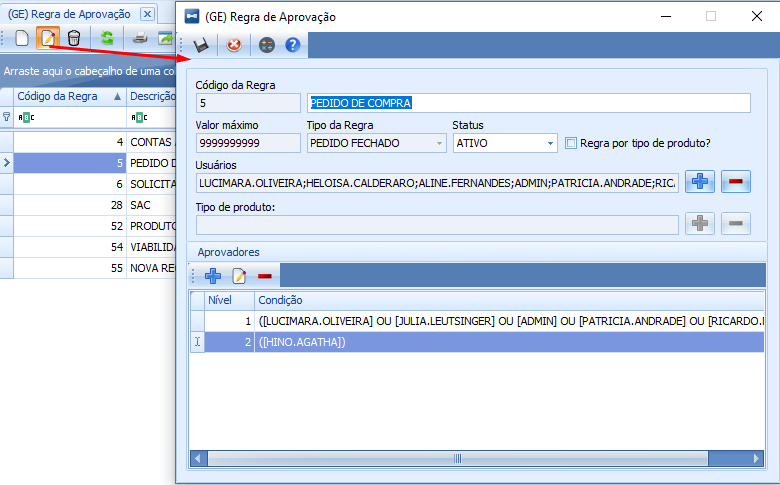 (GE) Regra de Aprovação
Arraste aqui o cabeçalho de uma
Código da Regra Descrição
4 CONTAS
5 PEDIDO
6 SOLICITA
28 SAC
52 PRODUTO
54 VIABILIDA
55 NOVA
(GE) Regra de Aprovação
Código da Regra
5 PEDIDO DE COMPRA
Valor máximo Tipo da Regra Status
9999999999 PEDIDO FECHADO ATIVO Regra por tipo de produto?
Usuários
LUCIMARA.OLIVEIRA;HELOISA.CALDERARO;ALINE.FERNANDES;ADMIN;PATRICIA.ANDRADE;RICA
Tipo de produto:
Aprovadores
Nível Condição
1 ([LUCIMARA.OLIVEIRA] OU [JULIA.LEUTSINGER] OU [ADMIN] OU [PATRICIA.ANDRADE] OU [RICARDO.
2 ([HINO.AGATHA])